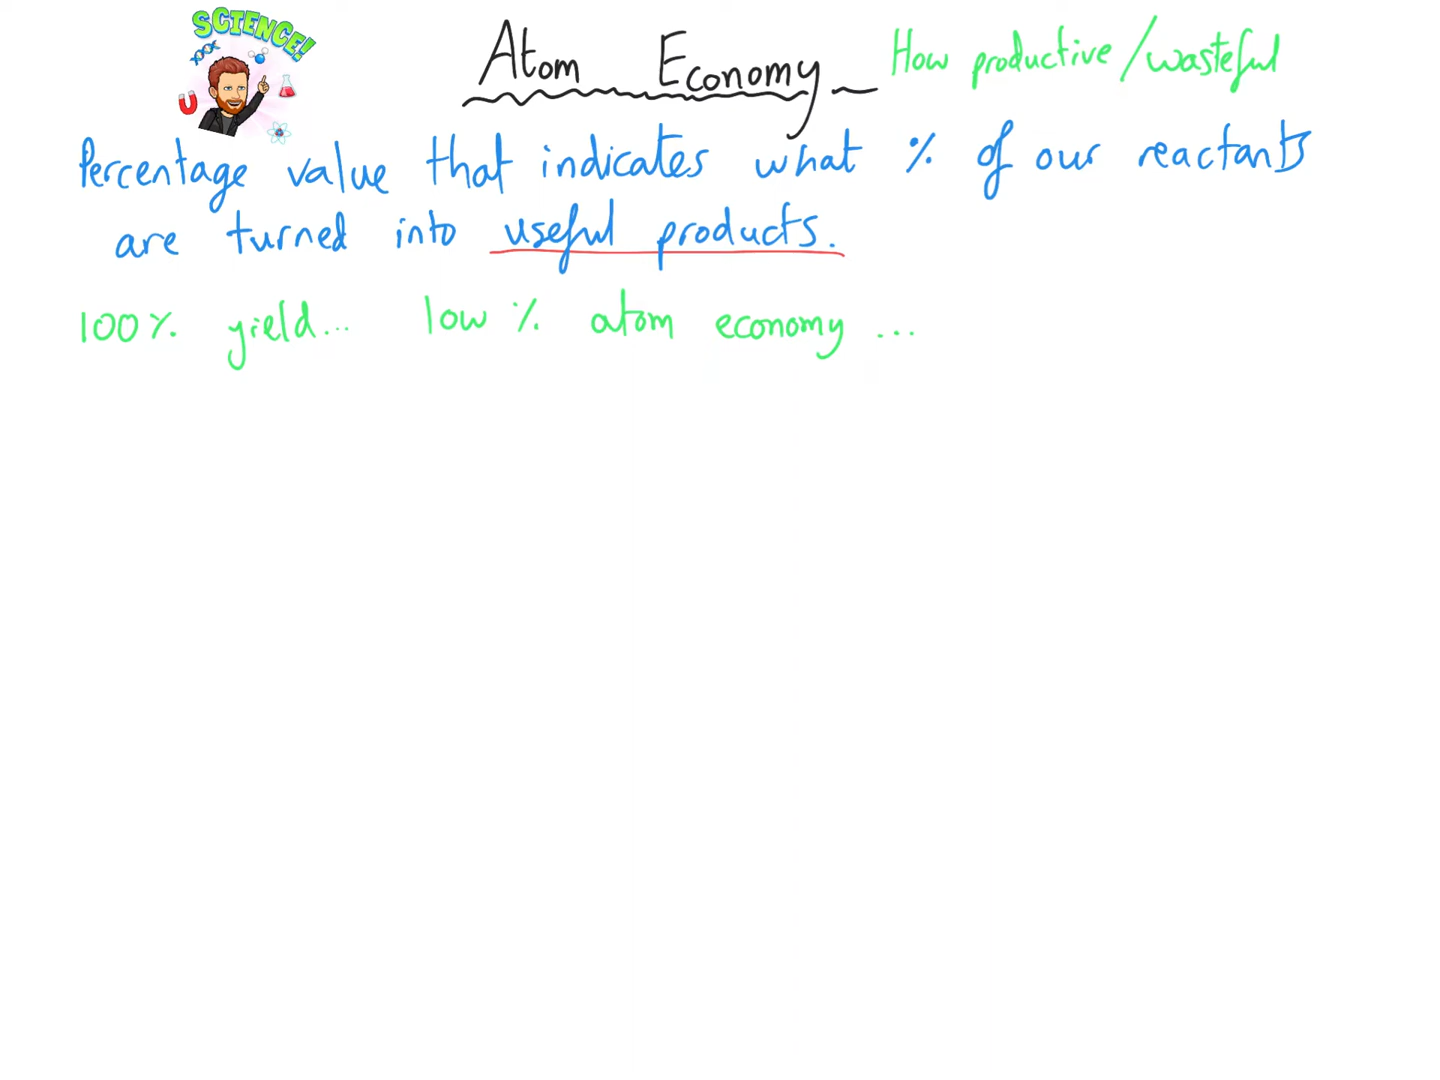 SCIENCE!
Atom Economy
How productive/wasteful
Percentage value that indicates what % of our reactants
are turned into useful products.
100% yield... low % atom economy ...